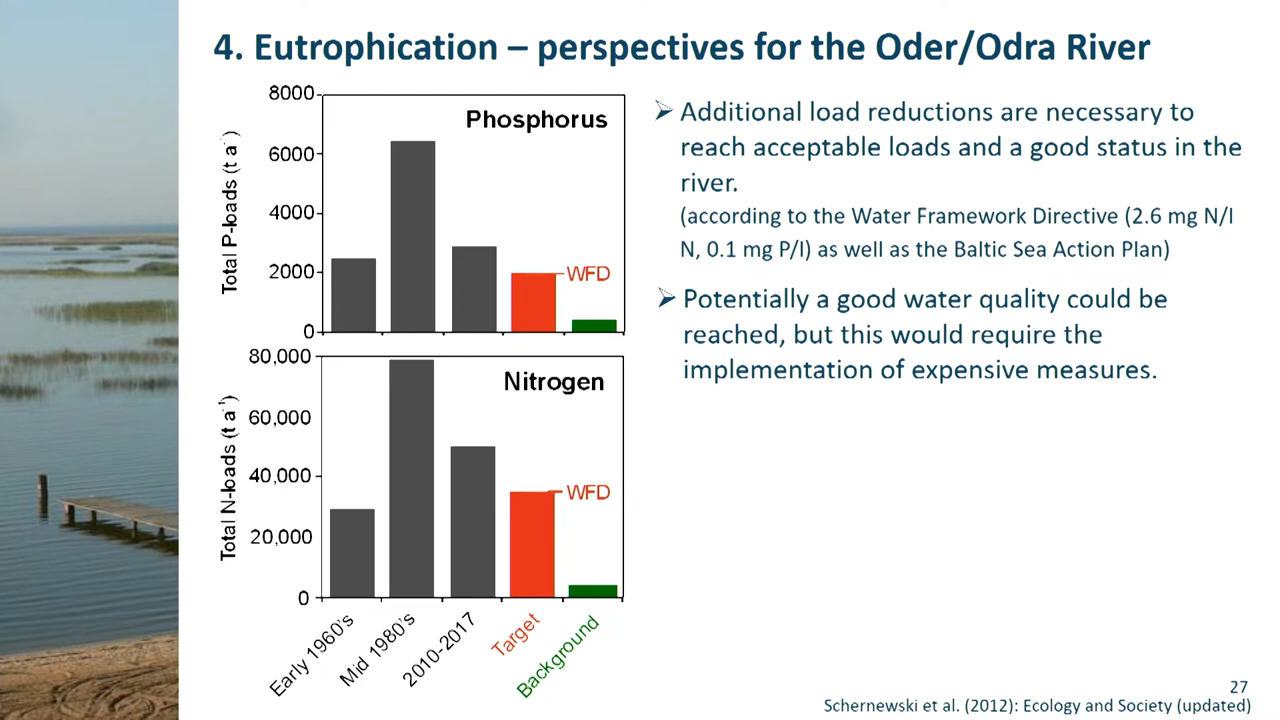 4. Eutrophication – perspectives for the Oder/Odra River
8000
6000
4000
2000
0
Total P-loads (t a⁻¹)
Phosphorus
WFD
80,000
60,000
40,000
20,000
0
Total N-loads (t a⁻¹)
Nitrogen
WFD
Early 1960's
Mid 1980's
2010-2017
Target
Background
➢ Additional load reductions are necessary to
reach acceptable loads and a good status in the
river.
(according to the Water Framework Directive (2.6 mg N/l
N, 0.1 mg P/l) as well as the Baltic Sea Action Plan)
➢ Potentially a good water quality could be
reached, but this would require the
implementation of expensive measures.
27
Schernewski et al. (2012): Ecology and Society (updated)